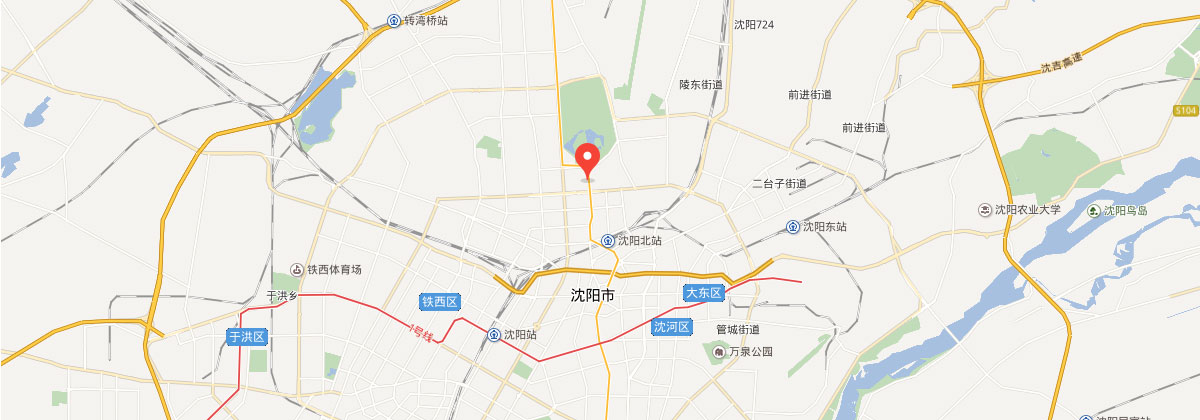 转湾桥站
沈阳724
沈吉高速
陵东街道
前进街道
S104
前进街道
二台子街道
沈阳农业大学
沈阳鸟岛
沈阳东站
沈阳北站
铁西体育场
于洪乡
铁西区
沈阳市
大东区
沈河区
管城街道
1号线
沈阳站
于洪区
万泉公园